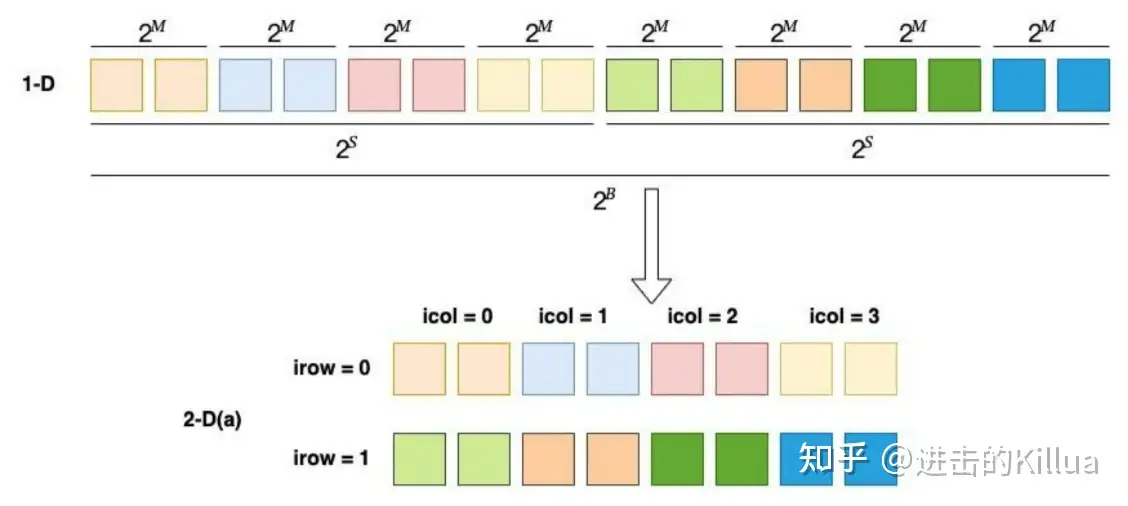 2^M 2^M 2^M 2^M 2^M 2^M 2^M 2^M
1-D
2^S 2^S
2^B
icol = 0 icol = 1 icol = 2 icol = 3
irow = 0
2-D(a)
irow = 1
知乎 @进击的Killua